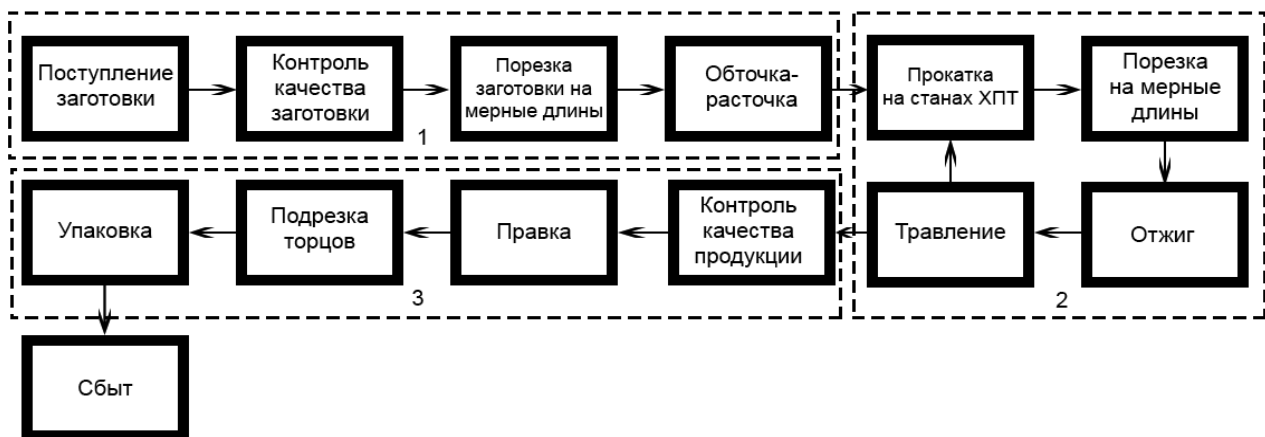 Поступление
заготовки
Контроль
качества
заготовки
Порезка
заготовки на
мерные длины
Обточка-
расточка
1
Прокатка
на станах ХПТ
Порезка
на мерные
длины
Травление
Отжиг
2
Упаковка
Подрезка
торцов
Правка
Контроль
качества
продукции
3
Сбыт